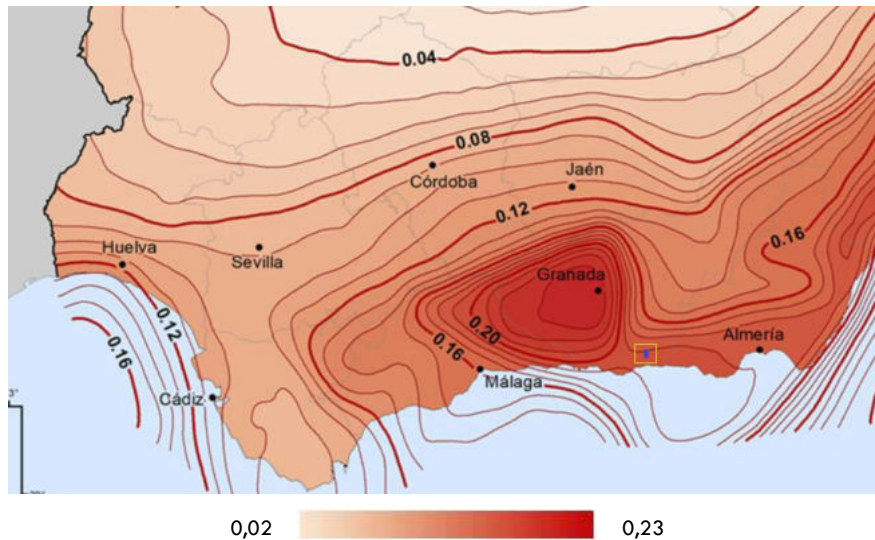 0.04
0.08
Córdoba
Jaén
0.12
0.16
Huelva
Sevilla
Granada
0.12
0.20
Almería
0.16
0.16
Málaga
Cádiz
3°
0,02
0,23